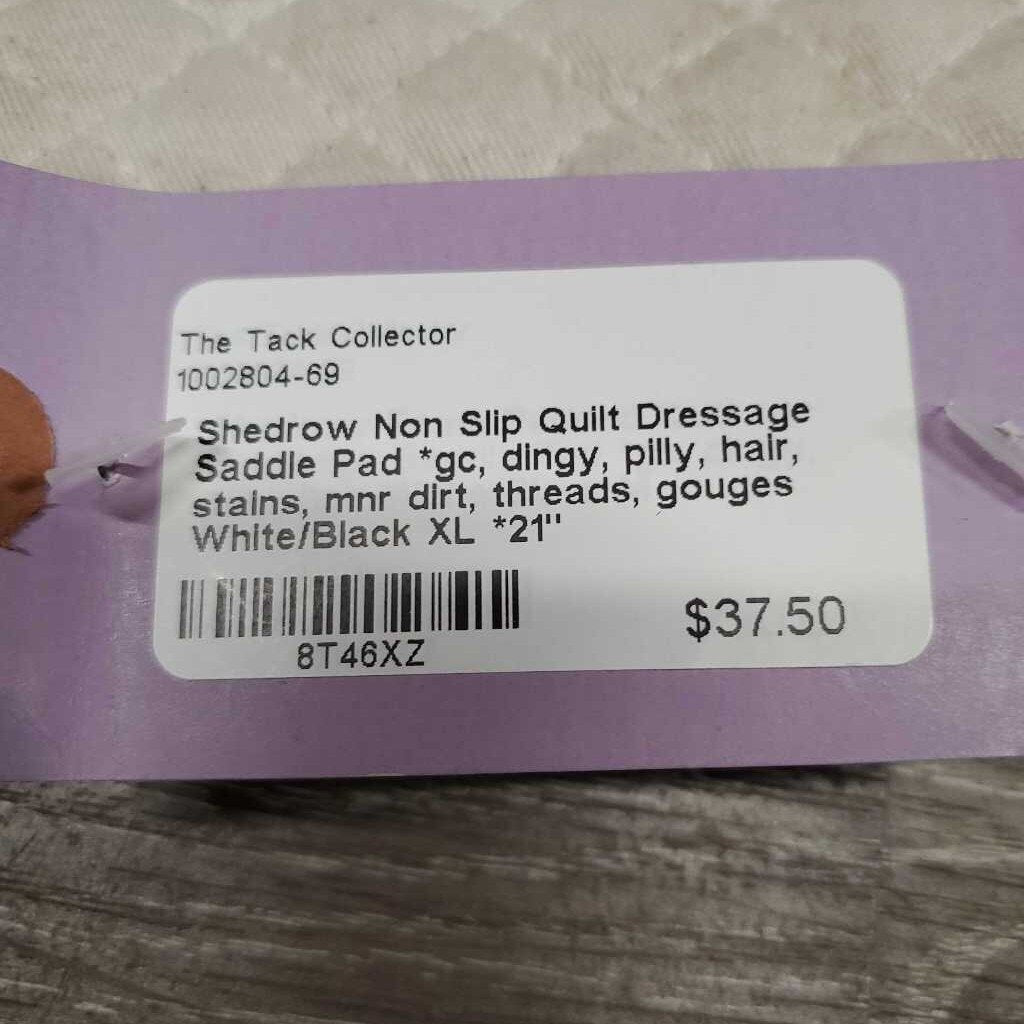 The Tack Collector
1002804-69
Shedrow Non Slip Quilt Dressage
Saddle Pad *gc, dingy, pilly, hair,
stains, mnr dirt, threads, gouges
White/Black XL *21"
8T46XZ
$37.50